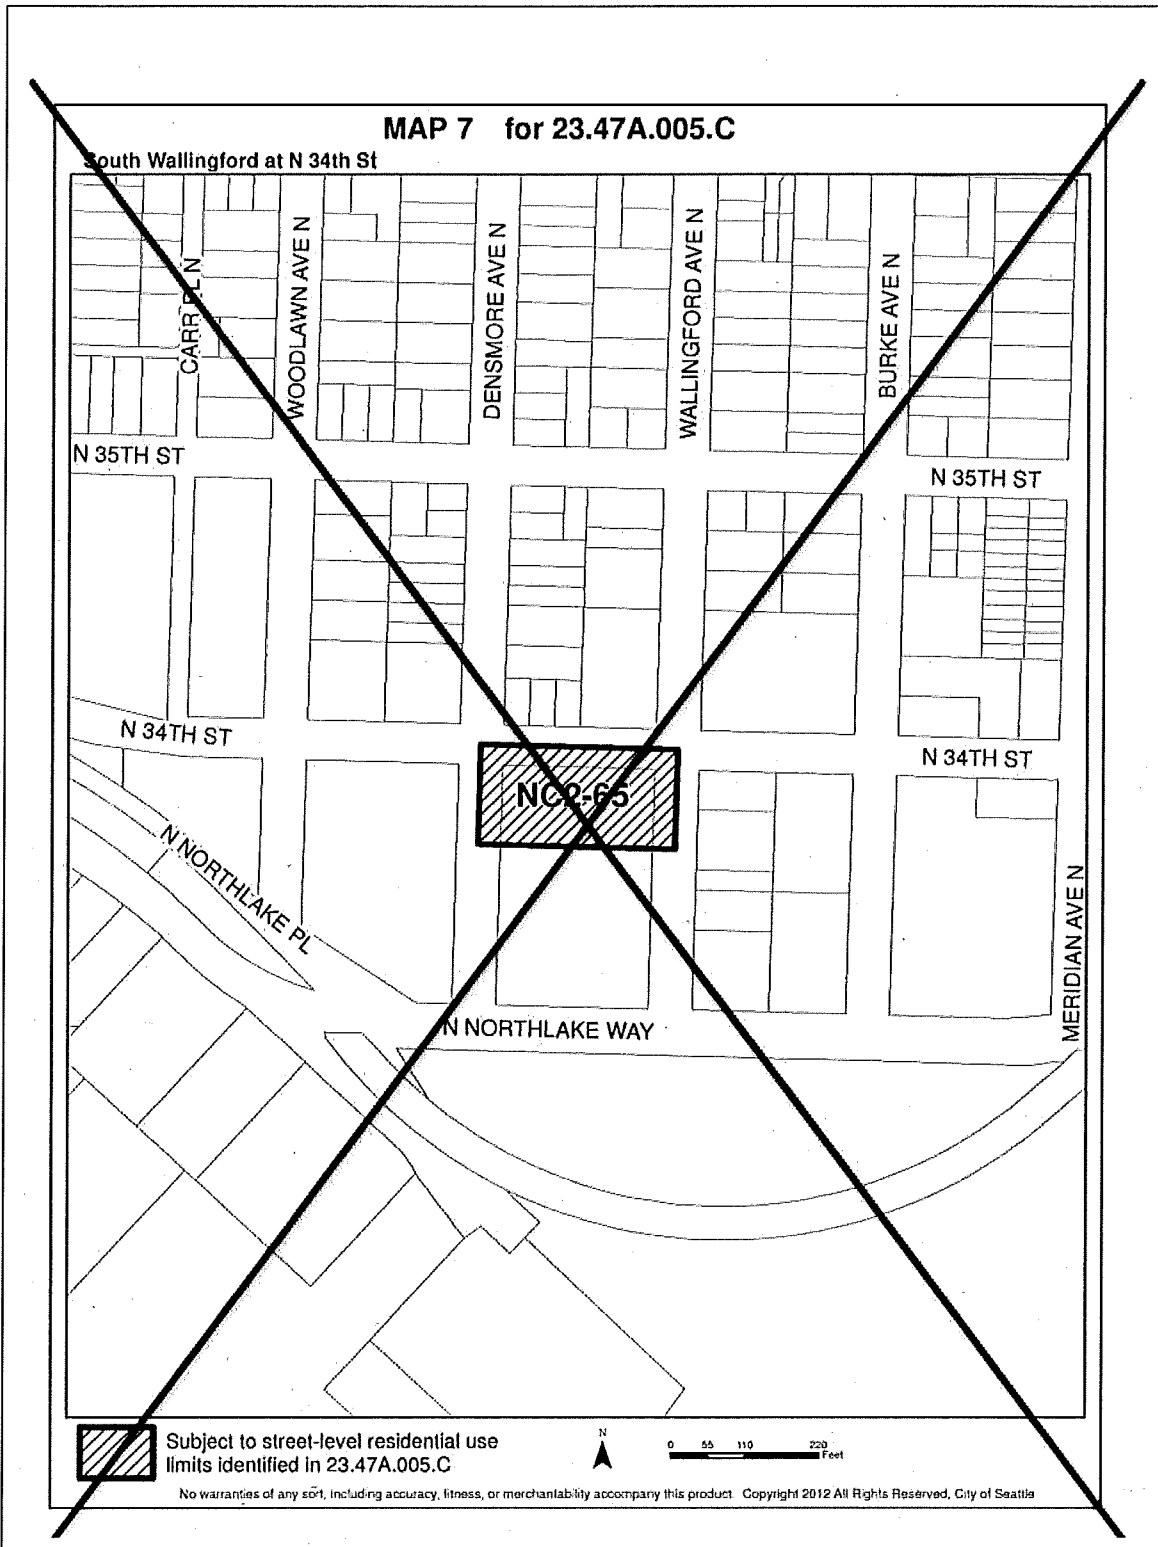 MAP 7 for 23.47A.005.C
South Wallingford at N 34th St
CARR PL N
WOODLAWN AVE N
DENSMORE AVE N
WALLINGFORD AVE N
BURKE AVE N
N 35TH ST
N 35TH ST
N 34TH ST
N 34TH ST
NC2-65
N NORTHLAKE PL
MERIDIAN AVE N
N NORTHLAKE WAY
Subject to street-level residential use
limits identified in 23.47A.005.C
N
0 55 110 220
Feet
No warranties of any sort, including accuracy, fitness, or merchantability accompany this product. Copyright 2012 All Rights Reserved, City of Seattle